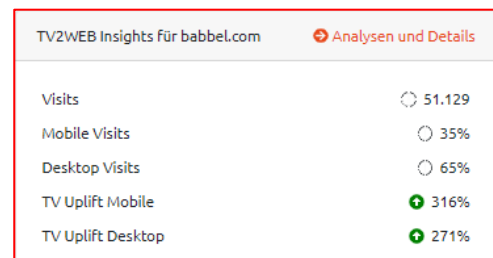 TV2WEB Insights für babbel.com Analysen und Details
Visits 51.129
Mobile Visits 35%
Desktop Visits 65%
TV Uplift Mobile 316%
TV Uplift Desktop 271%